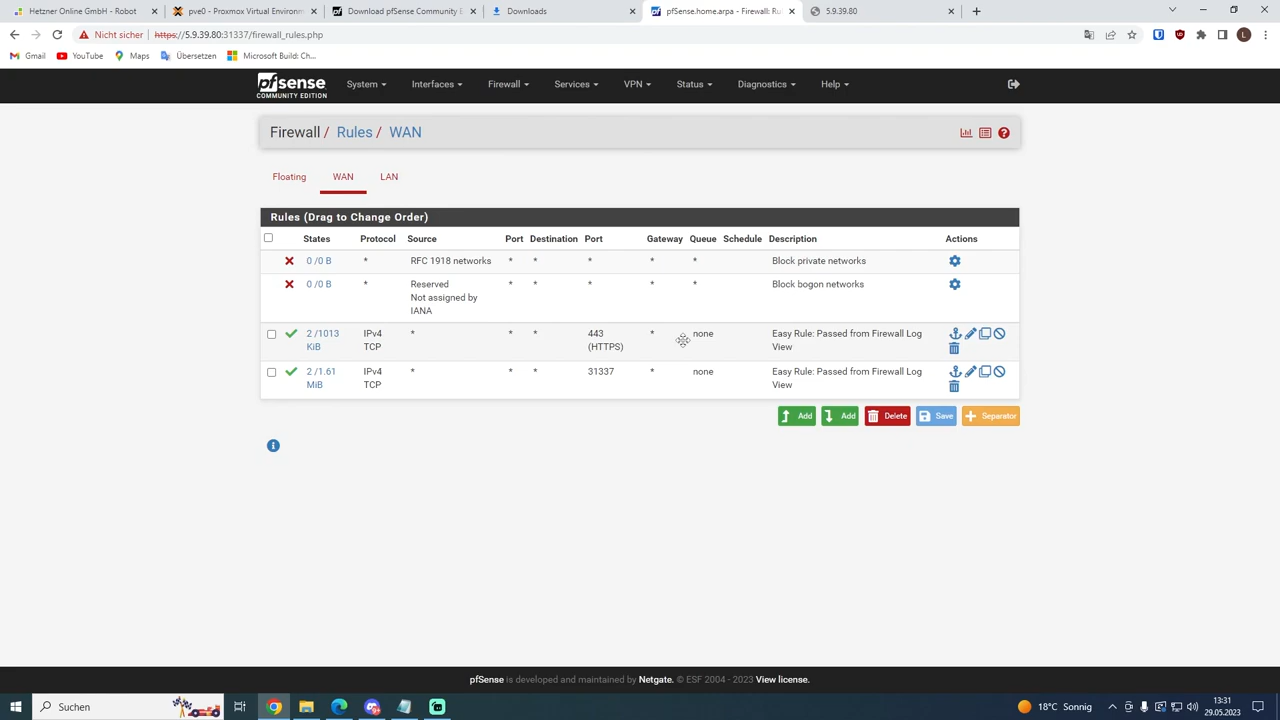 Hetzner Online GmbH - Robot
pve0 - Proxmox Virtual Environm
Download pfSense Community E
Downloads
pfSense.home.arpa - Firewall: Ru
5.9.39.80
Nicht sicher
https://5.9.39.80:31337/firewall_rules.php
Gmail
YouTube
Maps
Übersetzen
Microsoft Build: Ch...
pfsense
COMMUNITY EDITION
System
Interfaces
Firewall
Services
VPN
Status
Diagnostics
Help
Firewall / Rules / WAN
Floating
WAN
LAN
Rules (Drag to Change Order)
States Protocol Source Port Destination Port Gateway Queue Schedule Description Actions
0 /0 B * RFC 1918 networks * * * * * Block private networks
0 /0 B * Reserved * * * * * Block bogon networks
Not assigned by
IANA
2 /1013 IPv4 * * * 443 * none Easy Rule: Passed from Firewall Log
KiB TCP (HTTPS) View
2 /1.61 IPv4 * * * 31337 * none Easy Rule: Passed from Firewall Log
MiB TCP View
Add
Add
Delete
Save
Separator
pfSense is developed and maintained by Netgate. © ESF 2004 - 2023 View license.
Suchen
18°C Sonnig
13:31
29.05.2023